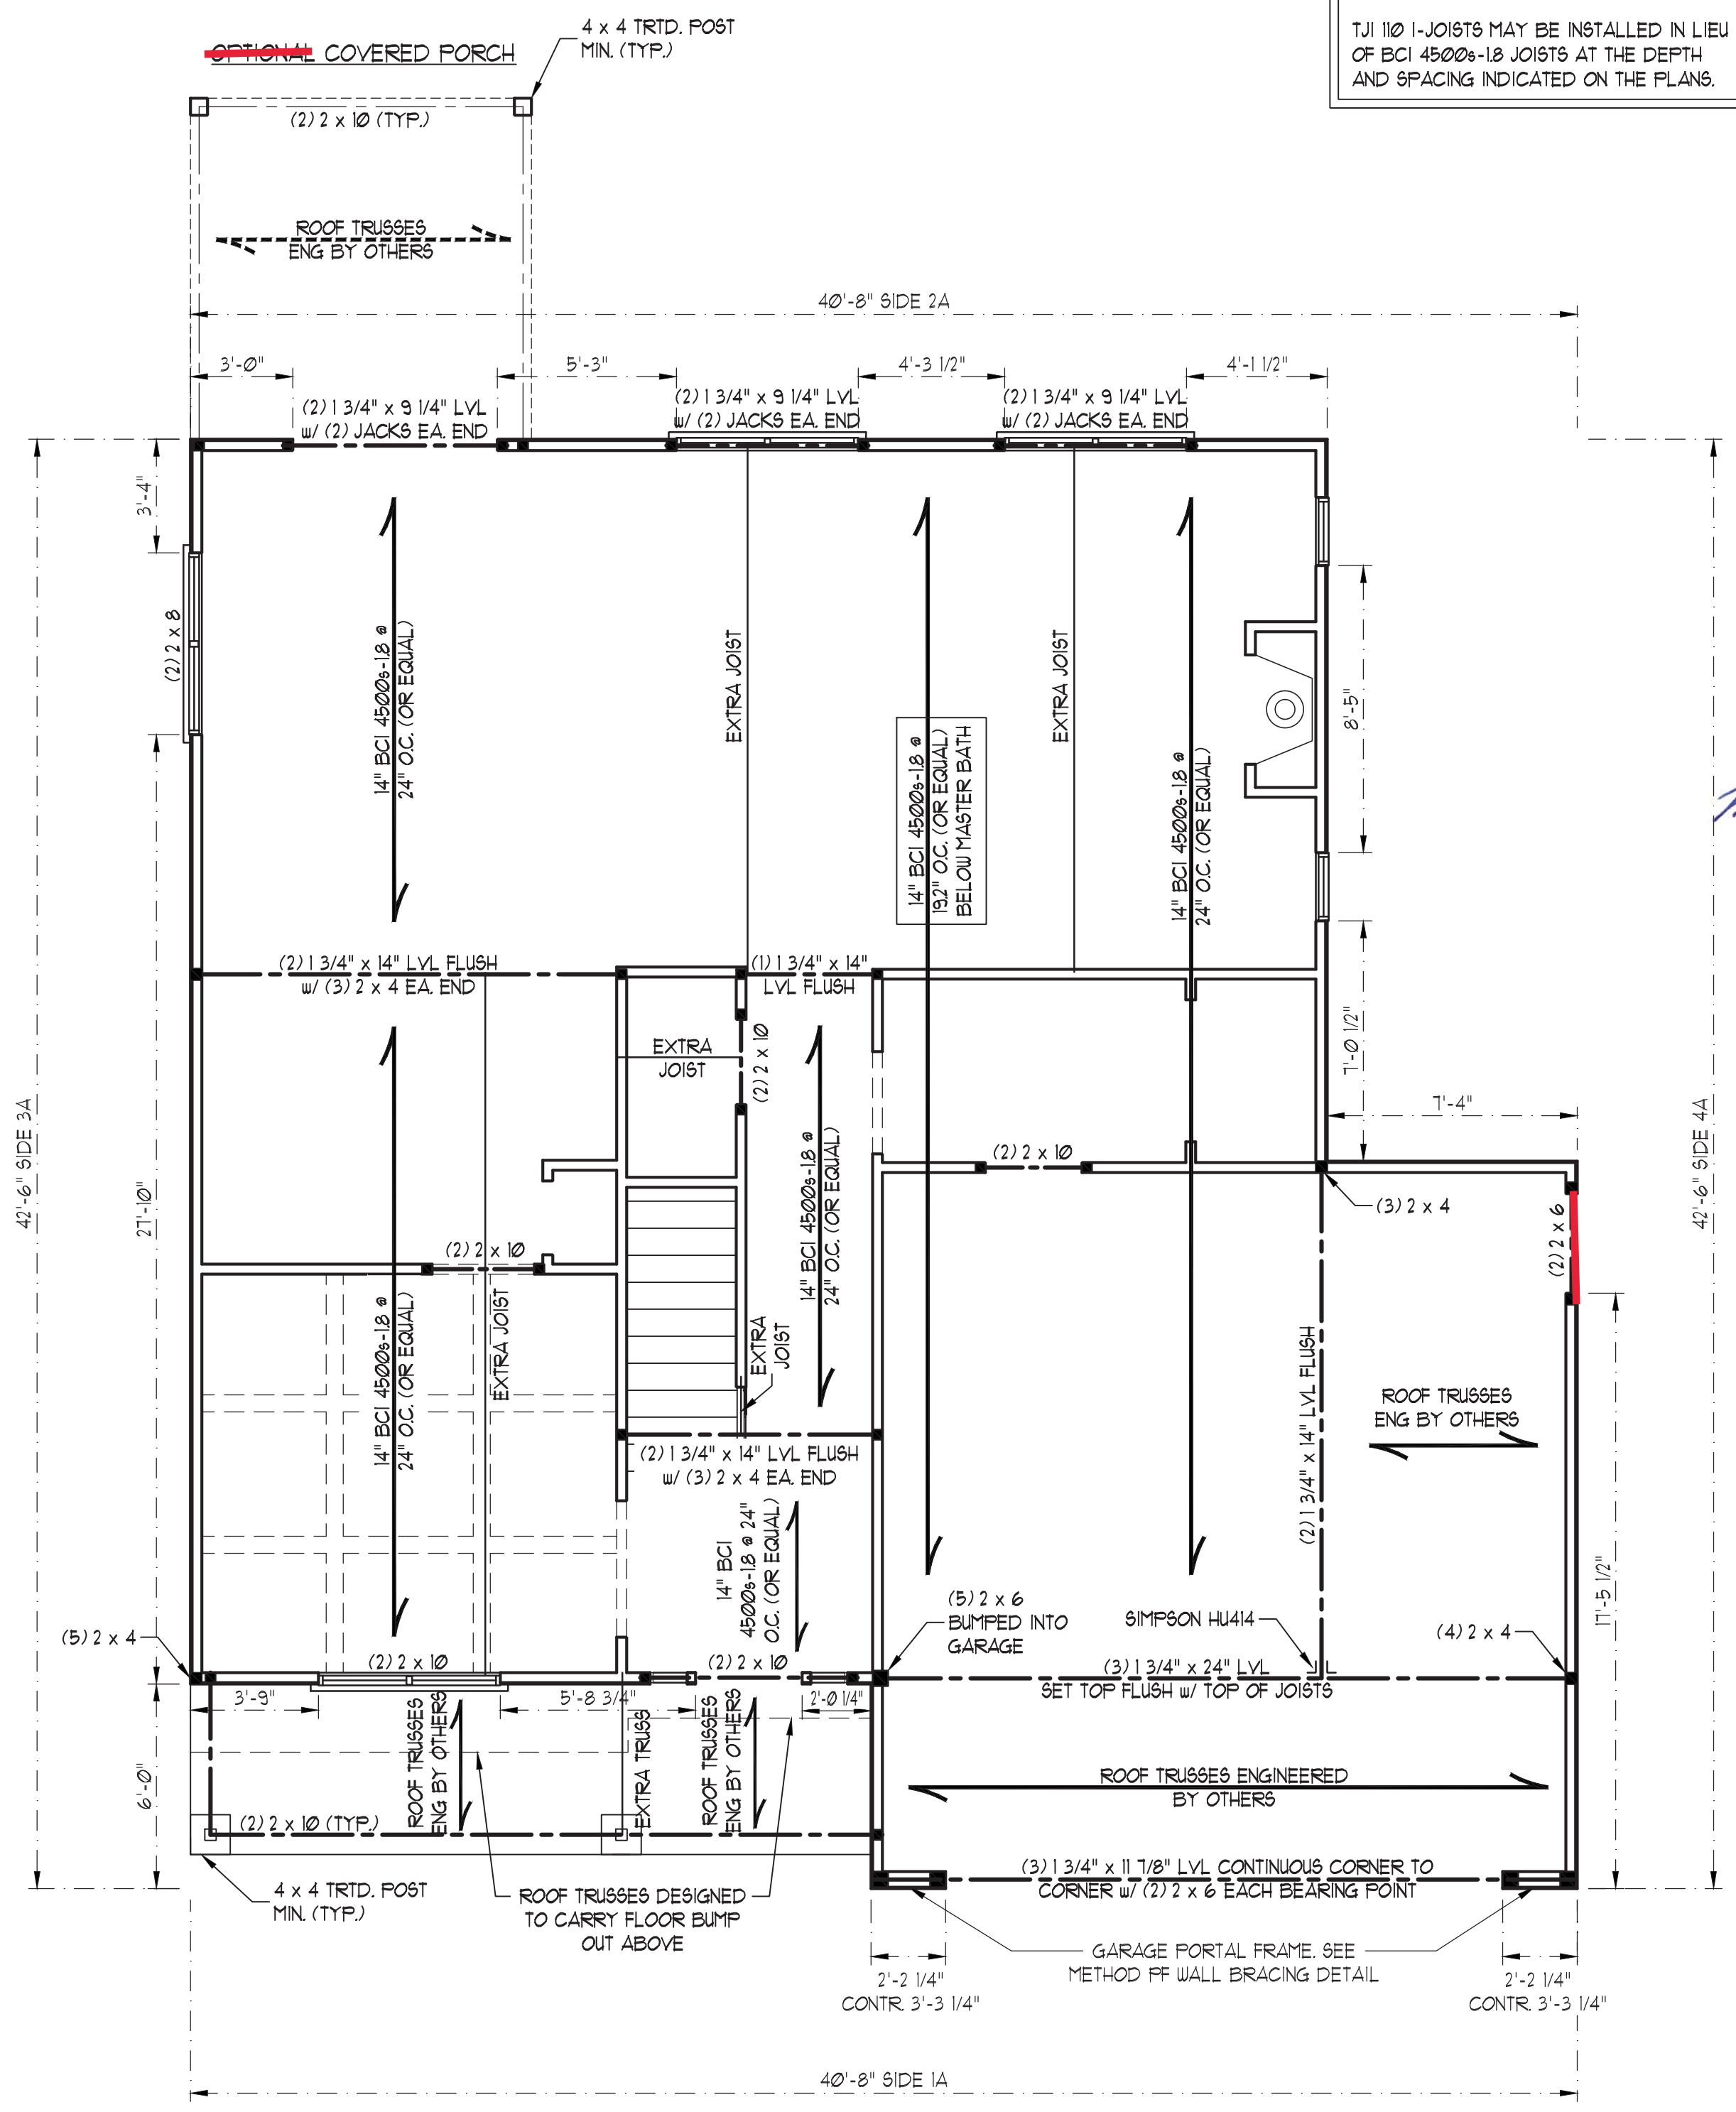 TJI 110 I-JOISTS MAY BE INSTALLED IN LIEU
OF BCI 4500s-1.8 JOISTS AT THE DEPTH
AND SPACING INDICATED ON THE PLANS.
OPTIONAL COVERED PORCH
4 x 4 TRTD. POST
MIN. (TYP.)
(2) 2 x 10 (TYP.)
ROOF TRUSSES
ENG BY OTHERS
40'-8" SIDE 2A
3'-0"
5'-3"
4'-3 1/2"
4'-1 1/2"
(2) 1 3/4" x 9 1/4" LVL
w/ (2) JACKS EA. END
(2) 1 3/4" x 9 1/4" LVL
w/ (2) JACKS EA. END
(2) 1 3/4" x 9 1/4" LVL
w/ (2) JACKS EA. END
3'-4"
(2) 2 x 8
14" BCI 4500s-1.8 @
24" O.C. (OR EQUAL)
EXTRA JOIST
14" BCI 4500s-1.8 @
19.2" O.C. (OR EQUAL)
BELOW MASTER BATH
EXTRA JOIST
14" BCI 4500s-1.8 @
24" O.C. (OR EQUAL)
8'-5"
(2) 1 3/4" x 14" LVL FLUSH
w/ (3) 2 x 4 EA. END
(1) 1 3/4" x 14"
LVL FLUSH
EXTRA
JOIST
(2) 2 x 10
14" BCI 4500s-1.8 @
24" O.C. (OR EQUAL)
7'-0 1/2"
7'-4"
42'-6" SIDE 3A
27'-10"
42'-6" SIDE 4A
(2) 2 x 10
(3) 2 x 4
(2) 2 x 6
(2) 2 x 10
14" BCI 4500s-1.8 @
24" O.C. (OR EQUAL)
EXTRA JOIST
EXTRA
JOIST
(2) 1 3/4" x 14" LVL FLUSH
ROOF TRUSSES
ENG BY OTHERS
(2) 1 3/4" x 14" LVL FLUSH
w/ (3) 2 x 4 EA. END
14" BCI
4500s-1.8 @ 24"
O.C. (OR EQUAL)
17'-5 1/2"
(5) 2 x 4
(5) 2 x 6
BUMPED INTO
GARAGE
SIMPSON HU414
(4) 2 x 4
(2) 2 x 10
(2) 2 x 10
(3) 1 3/4" x 24" LVL
SET TOP FLUSH w/ TOP OF JOISTS
3'-9"
5'-8 3/4"
2'-0 1/4"
6'-0"
ROOF TRUSSES
ENG BY OTHERS
EXTRA TRUSS
ROOF TRUSSES
ENG BY OTHERS
ROOF TRUSSES ENGINEERED
BY OTHERS
(2) 2 x 10 (TYP.)
(3) 1 3/4" x 11 7/8" LVL CONTINUOUS CORNER TO
CORNER w/ (2) 2 x 6 EACH BEARING POINT
4 x 4 TRTD. POST
MIN. (TYP.)
ROOF TRUSSES DESIGNED
TO CARRY FLOOR BUMP
OUT ABOVE
GARAGE PORTAL FRAME. SEE
METHOD PF WALL BRACING DETAIL
2'-2 1/4"
CONTR. 3'-3 1/4"
2'-2 1/4"
CONTR. 3'-3 1/4"
40'-8" SIDE 1A